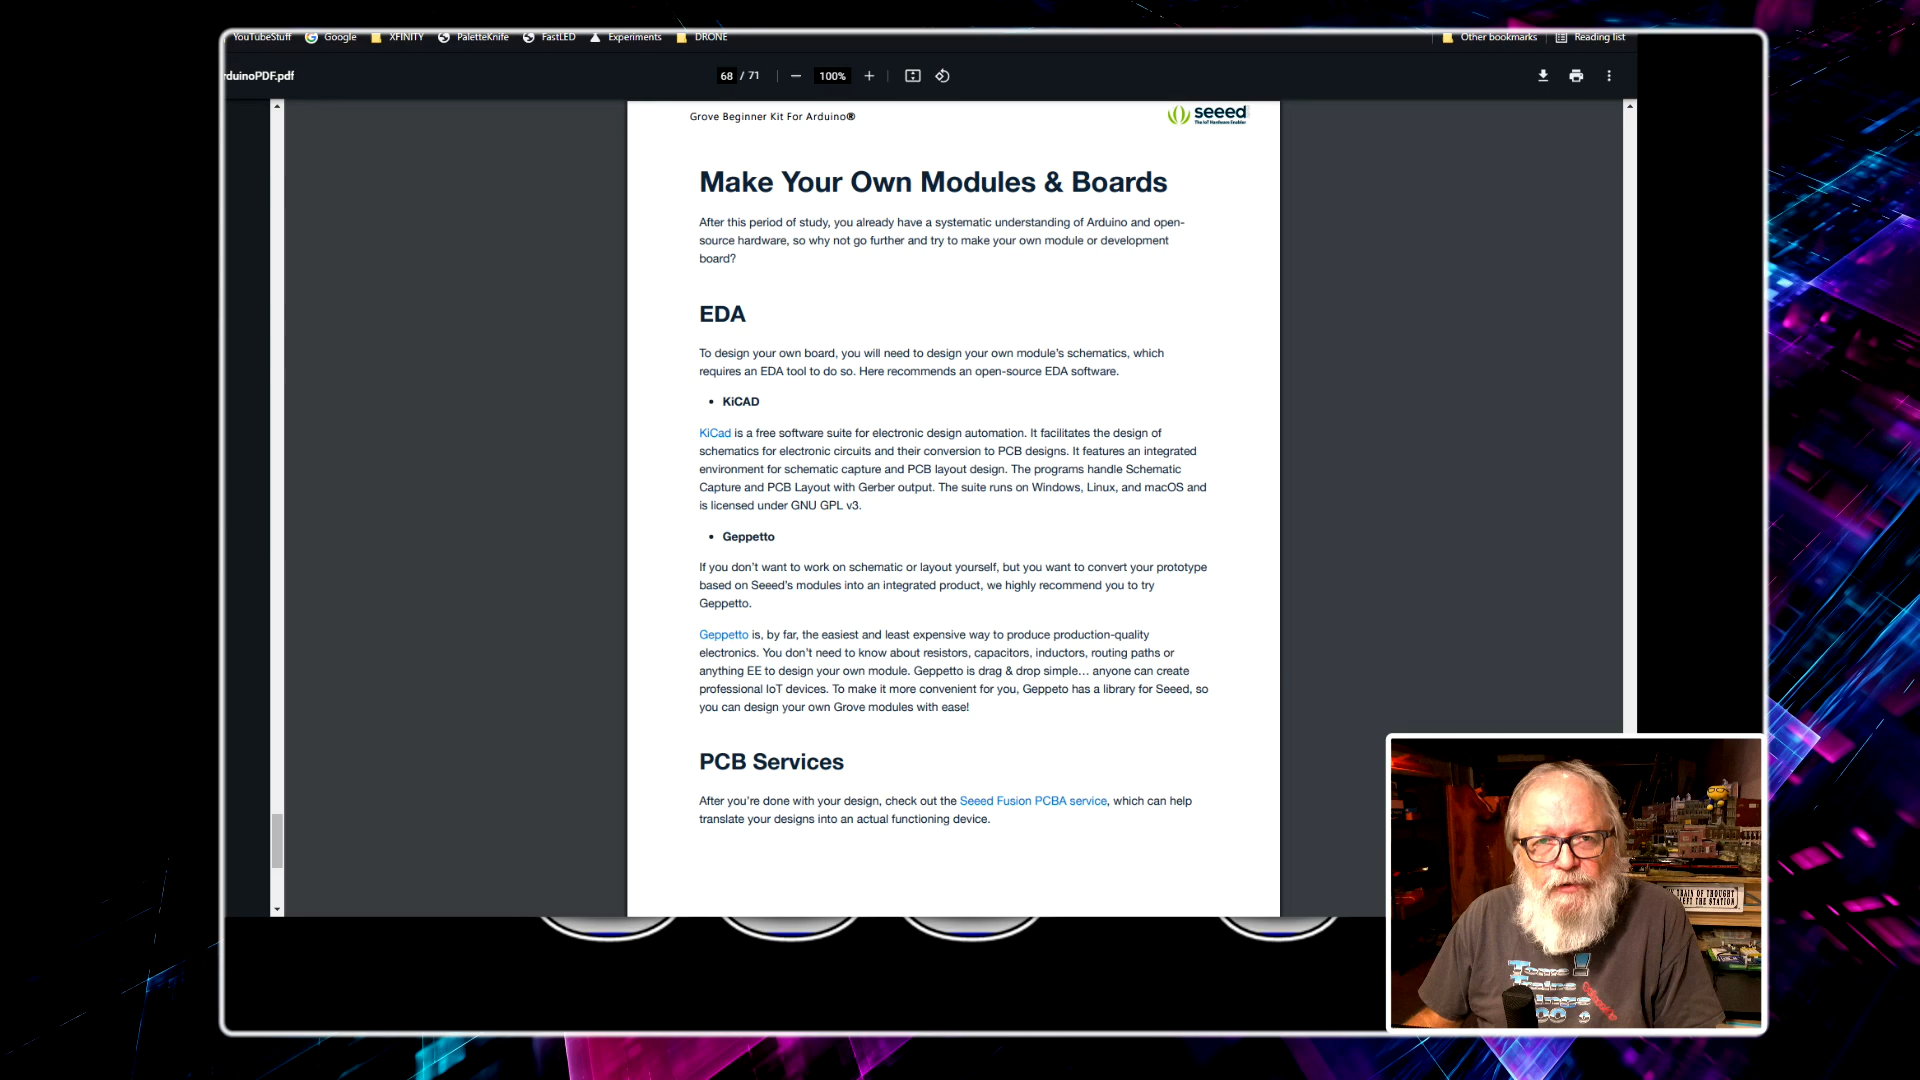 YouTubeStuff Google XFINITY PaletteKnife FastLED Experiments DRONE Other bookmarks Reading list
rduinoPDF.pdf 68 / 71 100%
Grove Beginner Kit For Arduino® seeed
The IoT Hardware Enabler
Make Your Own Modules & Boards
After this period of study, you already have a systematic understanding of Arduino and open-
source hardware, so why not go further and try to make your own module or development
board?
EDA
To design your own board, you will need to design your own module's schematics, which
requires an EDA tool to do so. Here recommends an open-source EDA software.
• KiCAD
KiCad is a free software suite for electronic design automation. It facilitates the design of
schematics for electronic circuits and their conversion to PCB designs. It features an integrated
environment for schematic capture and PCB layout design. The programs handle Schematic
Capture and PCB Layout with Gerber output. The suite runs on Windows, Linux, and macOS and
is licensed under GNU GPL v3.
• Geppetto
If you don't want to work on schematic or layout yourself, but you want to convert your prototype
based on Seeed's modules into an integrated product, we highly recommend you to try
Geppetto.
Geppetto is, by far, the easiest and least expensive way to produce production-quality
electronics. You don't need to know about resistors, capacitors, inductors, routing paths or
anything EE to design your own module. Geppetto is drag & drop simple... anyone can create
professional IoT devices. To make it more convenient for you, Geppeto has a library for Seeed, so
you can design your own Grove modules with ease!
PCB Services
After you're done with your design, check out the Seeed Fusion PCBA service, which can help
translate your designs into an actual functioning device.
TRAIN OF THOUGHT
LEFT THE STATION